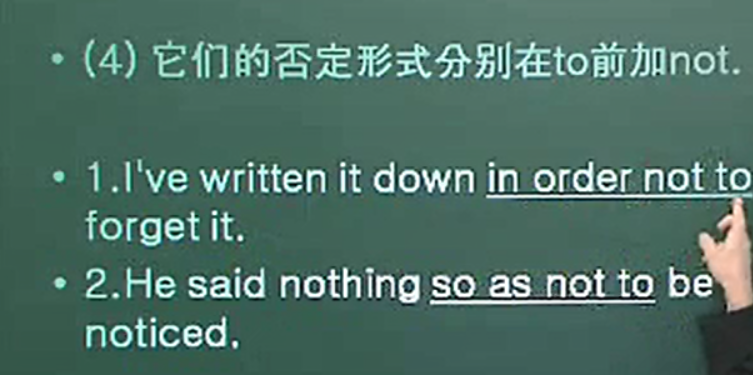 • (4) 它们的否定形式分别在to前加not.
• 1.I've written it down in order not to
forget it.
• 2.He said nothing so as not to be
noticed.